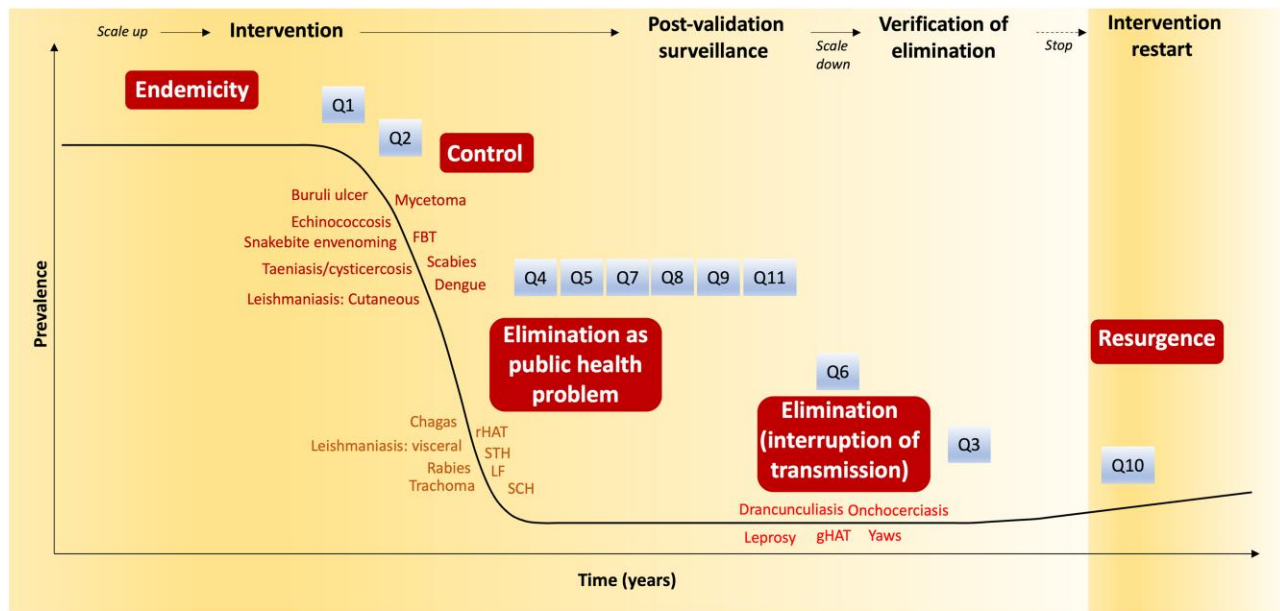 Scale up
Intervention
Post-validation
surveillance
Scale
down
Verification of
elimination
Stop
Intervention
restart
Endemicity
Q1
Q2
Control
Buruli ulcer
Mycetoma
Echinococcosis
Snakebite envenoming
FBT
Taeniasis/cysticercosis
Scabies
Dengue
Leishmaniasis: Cutaneous
Q4 Q5 Q7 Q8 Q9 Q11
Elimination as
public health
problem
Resurgence
Q6
Elimination
(interruption of
transmission)
Q3
Q10
Chagas
rHAT
Leishmaniasis: visceral
STH
Rabies
LF
Trachoma
SCH
Drancunculiasis Onchocerciasis
Leprosy gHAT Yaws
Prevalence
Time (years)